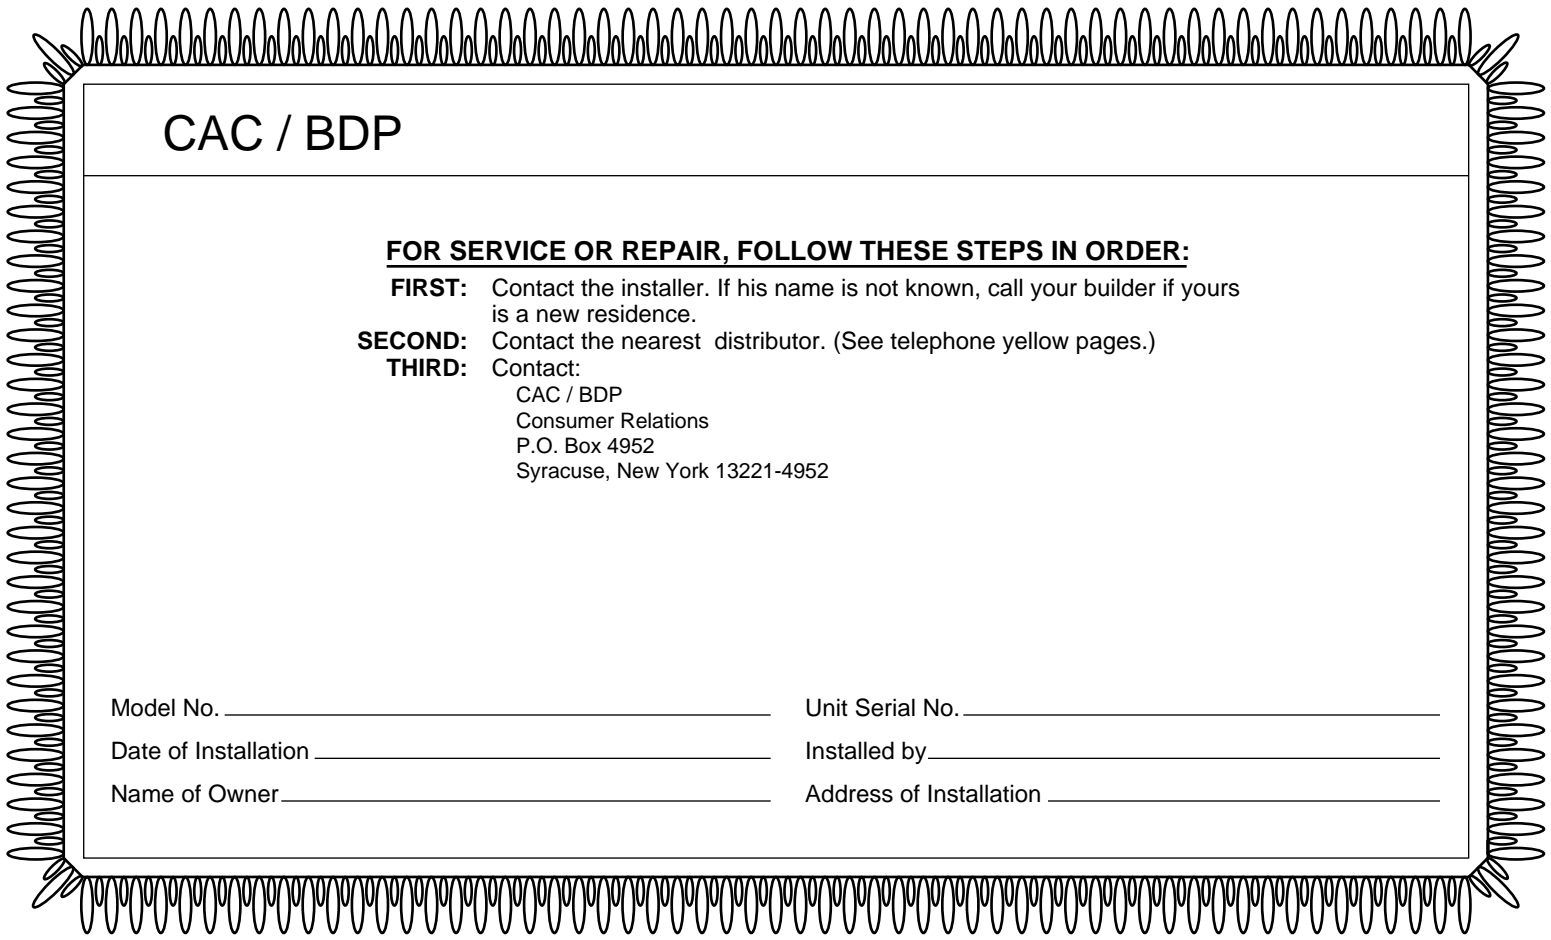 CAC / BDP
FOR SERVICE OR REPAIR, FOLLOW THESE STEPS IN ORDER:
FIRST: Contact the installer. If his name is not known, call your builder if yours
is a new residence.
SECOND: Contact the nearest distributor. (See telephone yellow pages.)
THIRD: Contact:
CAC / BDP
Consumer Relations
P.O. Box 4952
Syracuse, New York 13221-4952
Model No. Unit Serial No.
Date of Installation Installed by
Name of Owner Address of Installation